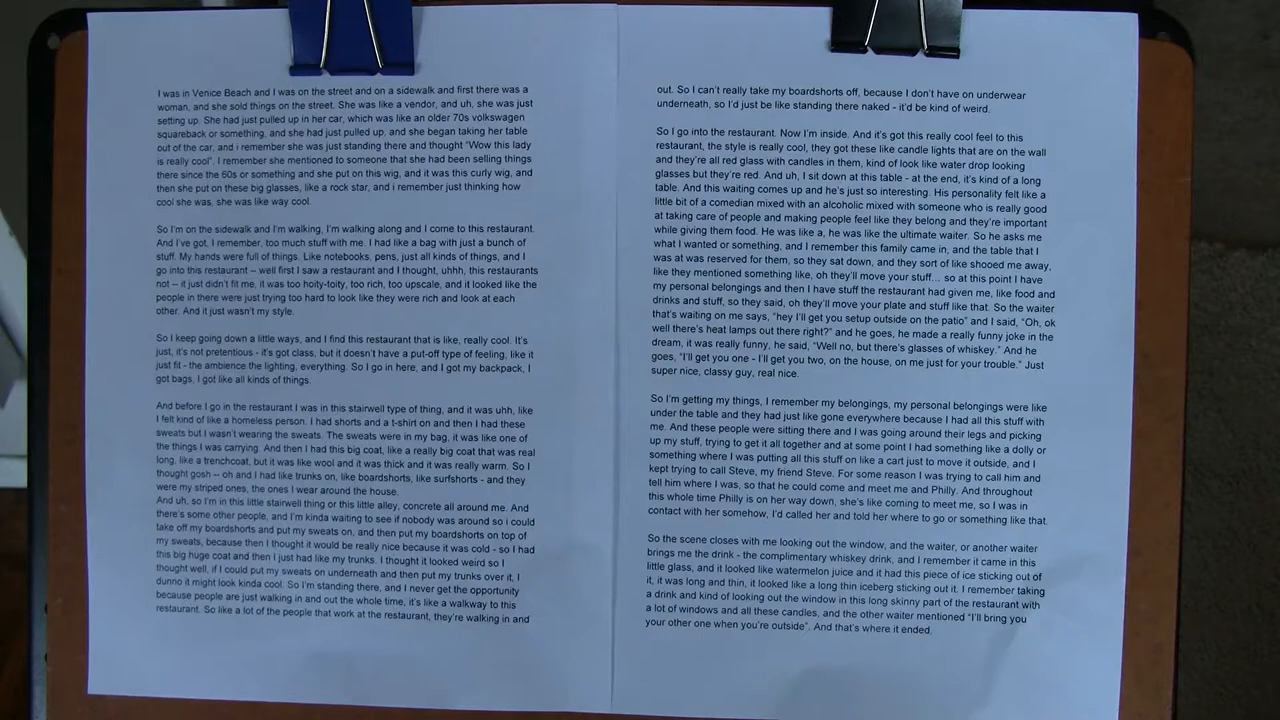 I was in Venice Beach and I was on the street and on a sidewalk and first there was a
woman, and she sold things on the street. She was like a vendor, and uh, she was just
setting up. She had just pulled up in her car, which was like an older 70s volkswagen
squareback or something, and she had just pulled up, and she began taking her table
out of the car, and i remember she was just standing there and thought "Wow this lady
is really cool". I remember she mentioned to someone that she had been selling things
there since the 60s or something and she put on this wig, and it was this curly wig, and
then she put on these big glasses, like a rock star, and i remember just thinking how
cool she was, she was like way cool.
So I'm on the sidewalk and I'm walking, I'm walking along and I come to this restaurant.
And I've got, I remember, too much stuff with me. I had like a bag with just a bunch of
stuff. My hands were full of things. Like notebooks, pens, just all kinds of things, and I
go into this restaurant -- well first I saw a restaurant and I thought, uhhh, this restaurants
not -- it just didn't fit me, it was too hoity-toity, too rich, too upscale, and it looked like the
people in there were just trying too hard to look like they were rich and look at each
other. And it just wasn't my style.
So I keep going down a little ways, and I find this restaurant that is like, really cool. It's
just, it's not pretentious - it's got class, but it doesn't have a put-off type of feeling, like it
just fit - the ambience the lighting, everything. So I go in here, and I got my backpack, I
got bags, I got like all kinds of things.
And before I go in the restaurant I was in this stairwell type of thing, and it was uhh, like
I felt kind of like a homeless person. I had shorts and a t-shirt on and then I had these
sweats but I wasn't wearing the sweats. The sweats were in my bag, it was like one of
the things I was carrying. And then I had this big coat, like a really big coat that was real
long, like a trenchcoat, but it was like wool and it was thick and it was really warm. So I
thought gosh -- oh and I had like trunks on, like boardshorts, like surfshorts - and they
were my striped ones, the ones I wear around the house.
And uh, so I'm in this little stairwell thing or this little alley, concrete all around me. And
there's some other people, and I'm kinda waiting to see if nobody was around so i could
take off my boardshorts and put my sweats on, and then put my boardshorts on top of
my sweats, because then I thought it would be really nice because it was cold - so I had
this big huge coat and then I just had like my trunks. I thought it looked weird so I
thought well, if I could put my sweats on underneath and then put my trunks over it, I
dunno it might look kinda cool. So I'm standing there, and I never get the opportunity
because people are just walking in and out the whole time, it's like a walkway to this
restaurant. So like a lot of the people that work at the restaurant, they're walking in and
out. So I can't really take my boardshorts off, because I don't have on underwear
underneath, so I'd just be like standing there naked - it'd be kind of weird.
So I go into the restaurant. Now I'm inside. And it's got this really cool feel to this
restaurant, the style is really cool, they got these like candle lights that are on the wall
and they're all red glass with candles in them, kind of look like water drop looking
glasses but they're red. And uh, I sit down at this table - at the end, it's kind of a long
table. And this waiting comes up and he's just so interesting. His personality felt like a
little bit of a comedian mixed with an alcoholic mixed with someone who is really good
at taking care of people and making people feel like they belong and they're important
while giving them food. He was like a, he was like the ultimate waiter. So he asks me
what I wanted or something, and I remember this family came in, and the table that I
was at was reserved for them, so they sat down, and they sort of like shooed me away,
like they mentioned something like, oh they'll move your stuff... so at this point I have
my personal belongings and then I have stuff the restaurant had given me, like food and
drinks and stuff, so they said, oh they'll move your plate and stuff like that. So the waiter
that's waiting on me says, "hey I'll get you setup outside on the patio" and I said, "Oh, ok
well there's heat lamps out there right?" and he goes, he made a really funny joke in the
dream, it was really funny, he said, "Well no, but there's glasses of whiskey." And he
goes, "I'll get you one - I'll get you two, on the house, on me just for your trouble." Just
super nice, classy guy, real nice.
So I'm getting my things, I remember my belongings, my personal belongings were like
under the table and they had just like gone everywhere because I had all this stuff with
me. And these people were sitting there and I was going around their legs and picking
up my stuff, trying to get it all together and at some point I had something like a dolly or
something where I was putting all this stuff on like a cart just to move it outside, and I
kept trying to call Steve, my friend Steve. For some reason I was trying to call him and
tell him where I was, so that he could come and meet me and Philly. And throughout
this whole time Philly is on her way down, she's like coming to meet me, so I was in
contact with her somehow, I'd called her and told her where to go or something like that.
So the scene closes with me looking out the window, and the waiter, or another waiter
brings me the drink - the complimentary whiskey drink, and I remember it came in this
little glass, and it looked like watermelon juice and it had this piece of ice sticking out of
it, it was long and thin, it looked like a long thin iceberg sticking out it. I remember taking
a drink and kind of looking out the window in this long skinny part of the restaurant with
a lot of windows and all these candles, and the other waiter mentioned "I'll bring you
your other one when you're outside". And that's where it ended.